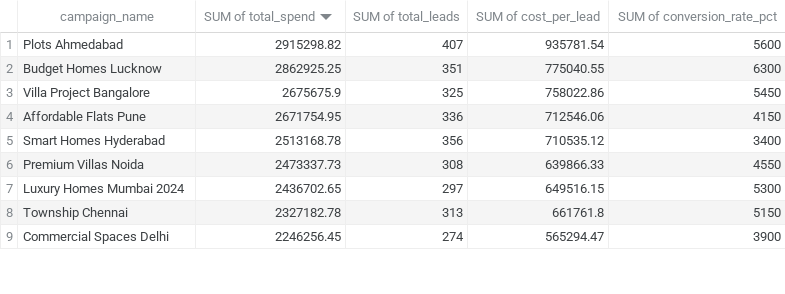 campaign_name SUM of total_spend SUM of total_leads SUM of cost_per_lead SUM of conversion_rate_pct
1 Plots Ahmedabad 2915298.82 407 935781.54 5600
2 Budget Homes Lucknow 2862925.25 351 775040.55 6300
3 Villa Project Bangalore 2675675.9 325 758022.86 5450
4 Affordable Flats Pune 2671754.95 336 712546.06 4150
5 Smart Homes Hyderabad 2513168.78 356 710535.12 3400
6 Premium Villas Noida 2473337.73 308 639866.33 4550
7 Luxury Homes Mumbai 2024 2436702.65 297 649516.15 5300
8 Township Chennai 2327182.78 313 661761.8 5150
9 Commercial Spaces Delhi 2246256.45 274 565294.47 3900